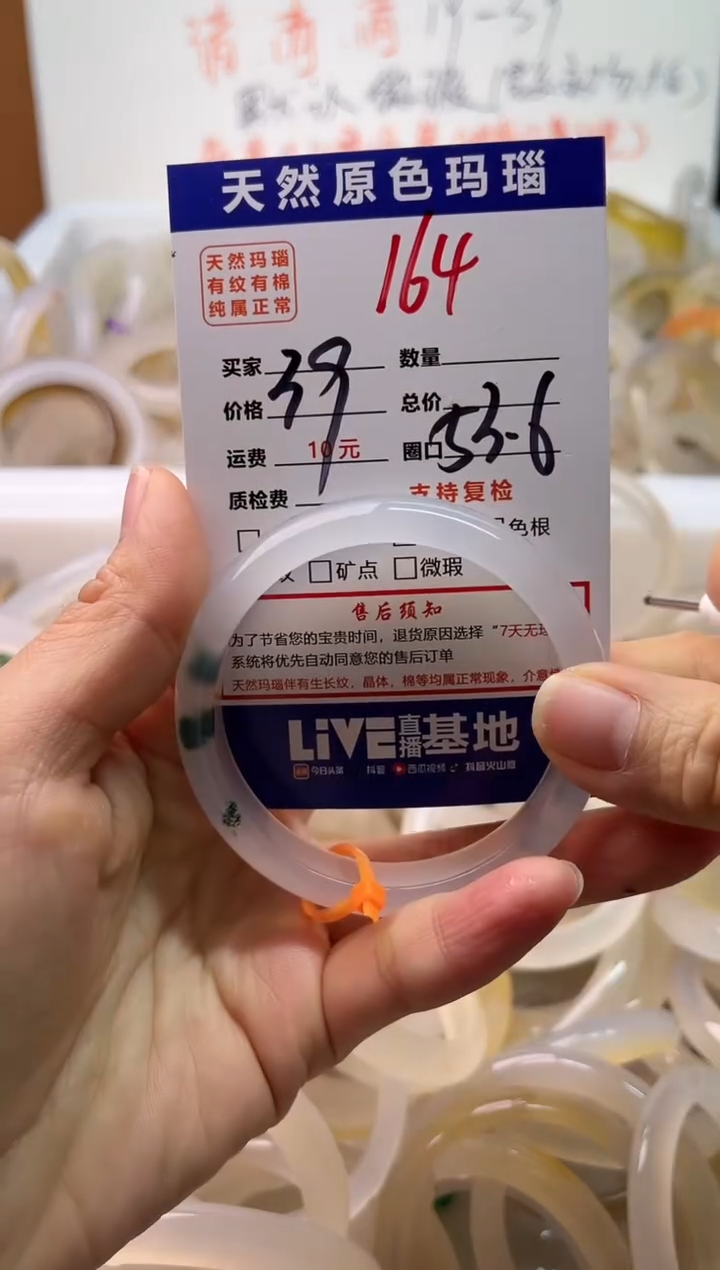 19-39
天然原色玛瑙
164
天然玛瑙
有纹有棉
纯属正常
买家 数量
39
价格 总价
53.6
运费 10元 圈口
质检费 支持复检
色根
矿点 微瑕
售后须知
为了节省您的宝贵时间，退货原因选择“7天无理
系统将优先自动同意您的售后订单
天然玛瑙伴有生长纹，晶体，棉等均属正常现象，介意
LiVE直播基地
今日头条 抖音 西瓜视频 抖音火山版